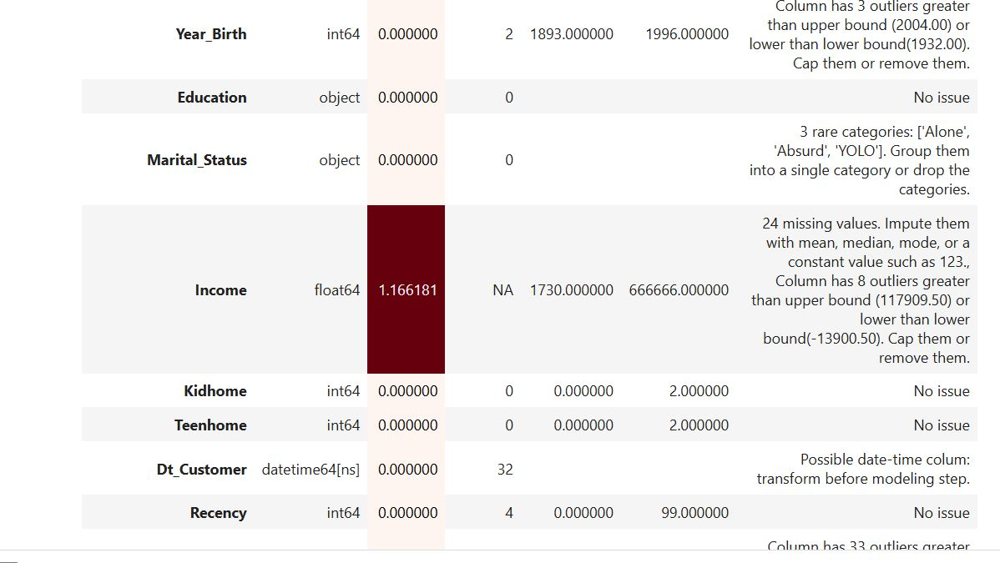 Column has 3 outliers greater
than upper bound (2004.00) or
Year_Birth int64 0.000000 2 1893.000000 1996.000000 lower than lower bound(1932.00).
Cap them or remove them.
Education object 0.000000 0 No issue
3 rare categories: ['Alone',
Marital_Status object 0.000000 0 'Absurd', 'YOLO']. Group them
into a single category or drop the
categories.
24 missing values. Impute them
with mean, median, mode, or a
constant value such as 123.,
Income float64 1.166181 NA 1730.000000 666666.000000 Column has 8 outliers greater
than upper bound (117909.50) or
lower than lower
bound(-13900.50). Cap them or
remove them.
Kidhome int64 0.000000 0 0.000000 2.000000 No issue
Teenhome int64 0.000000 0 0.000000 2.000000 No issue
Dt_Customer datetime64[ns] 0.000000 32 Possible date-time colum:
transform before modeling step.
Recency int64 0.000000 4 0.000000 99.000000 No issue
Column has 33 outliers greater